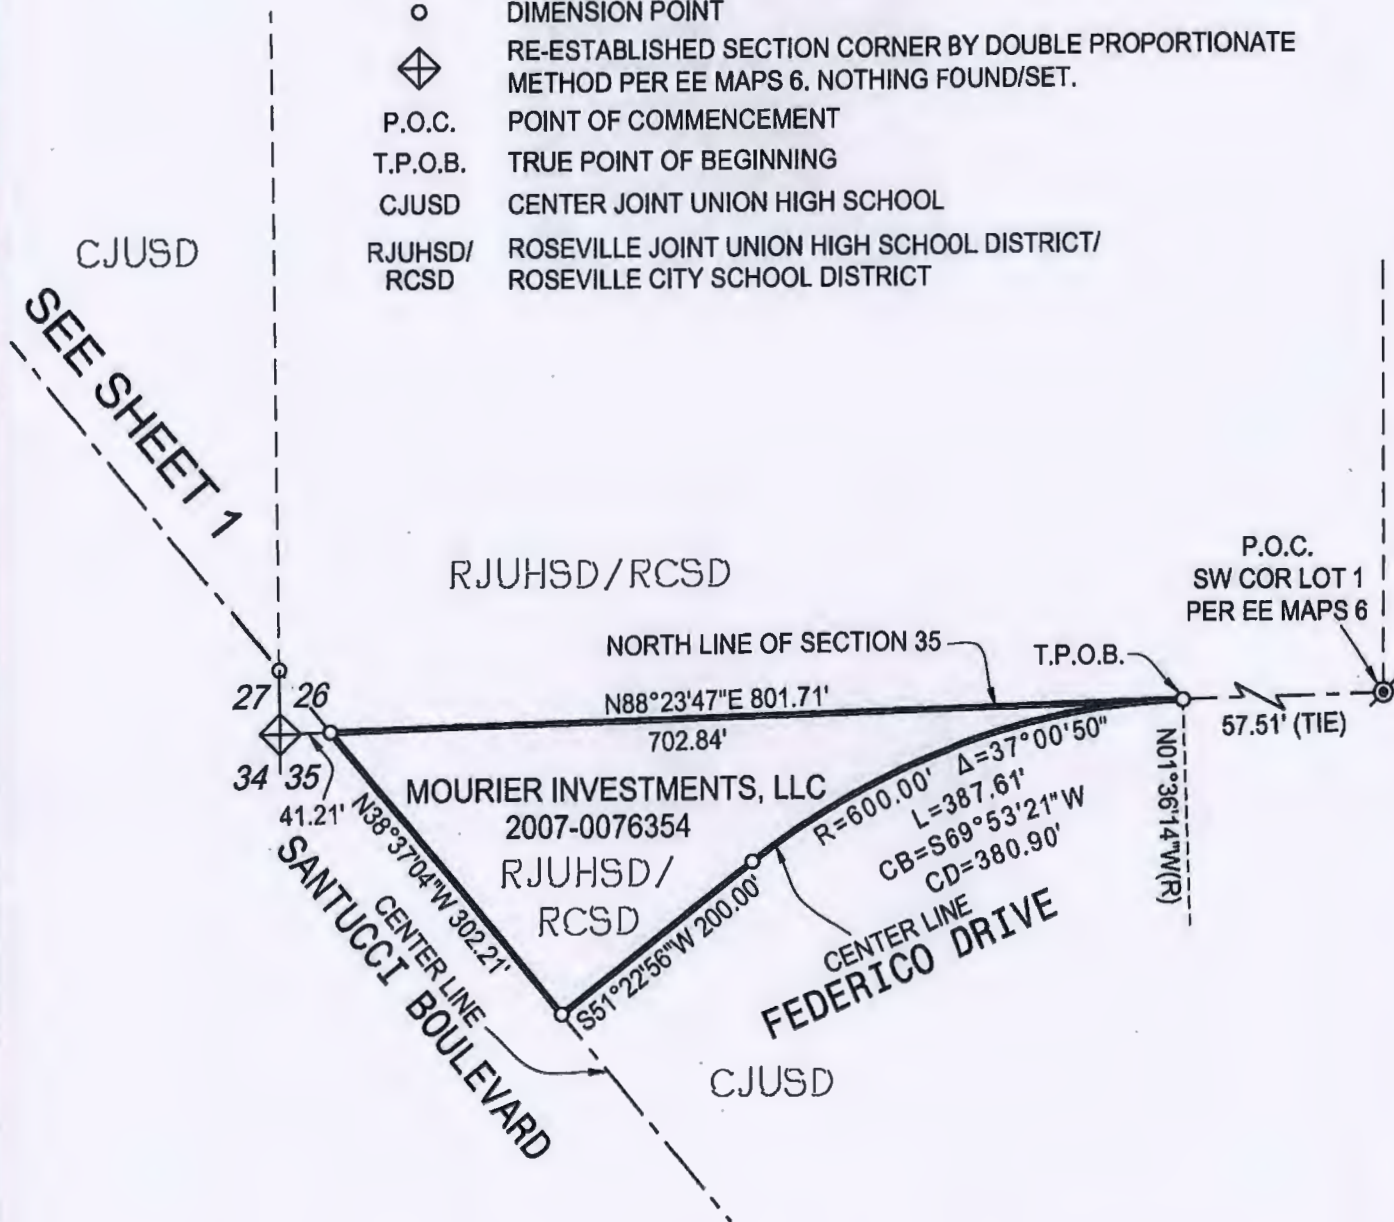 DIMENSION POINT
RE-ESTABLISHED SECTION CORNER BY DOUBLE PROPORTIONATE
METHOD PER EE MAPS 6. NOTHING FOUND/SET.
P.O.C. POINT OF COMMENCEMENT
T.P.O.B. TRUE POINT OF BEGINNING
CJUSD CENTER JOINT UNION HIGH SCHOOL
RJUHSD/ ROSEVILLE JOINT UNION HIGH SCHOOL DISTRICT/
RCSD ROSEVILLE CITY SCHOOL DISTRICT
CJUSD
SEE SHEET 1
RJUHSD/RCSD
P.O.C.
SW COR LOT 1
PER EE MAPS 6
NORTH LINE OF SECTION 35
T.P.O.B.
27 26
34 35
N88°23'47"E 801.71'
702.84'
57.51' (TIE)
N01°36'14"W(R)
41.21'
MOURIER INVESTMENTS, LLC
2007-0076354
RJUHSD/
RCSD
N38°37'04"W 302.21'
CENTER LINE
SANTUCCI BOULEVARD
S51°22'56"W 200.00'
R=600.00' Δ=37°00'50"
L=387.61'
CB=S69°53'21"W
CD=380.90'
CENTER LINE
FEDERICO DRIVE
CJUSD